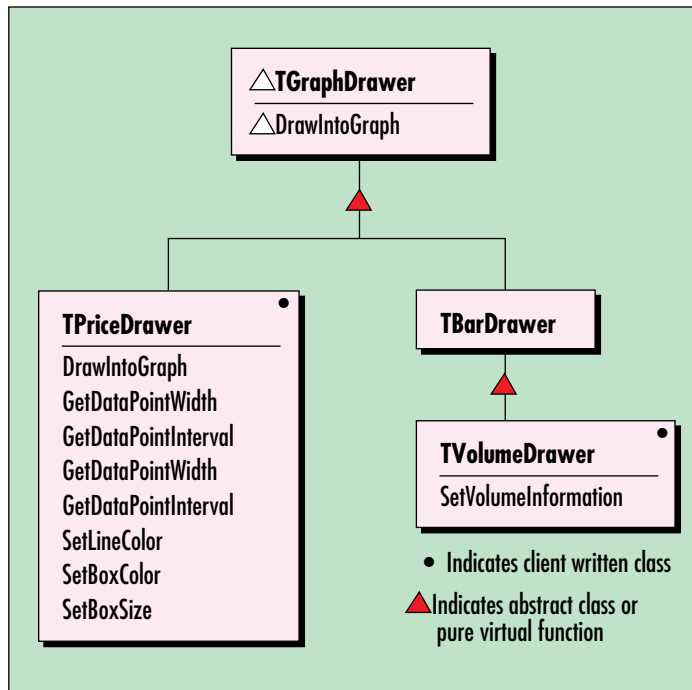 TGraphDrawer
DrawIntoGraph
TPriceDrawer
DrawIntoGraph
GetDataPointWidth
GetDataPointInterval
GetDataPointWidth
GetDataPointInterval
SetLineColor
SetBoxColor
SetBoxSize
TBarDrawer
TVolumeDrawer
SetVolumeInformation
• Indicates client written class
Indicates abstract class or
pure virtual function